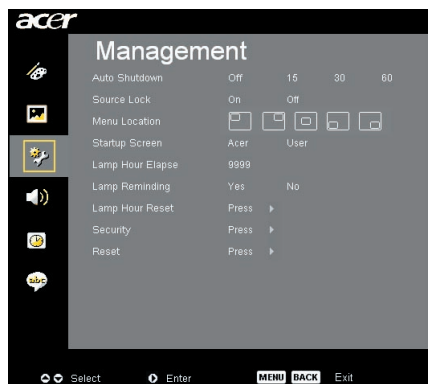 acer
Management
Auto Shutdown Off 15 30 60
Source Lock On Off
Menu Location
Startup Screen Acer User
Lamp Hour Elapse 9999
Lamp Reminding Yes No
Lamp Hour Reset Press
Security Press
Reset Press
abc
Select Enter MENU BACK Exit